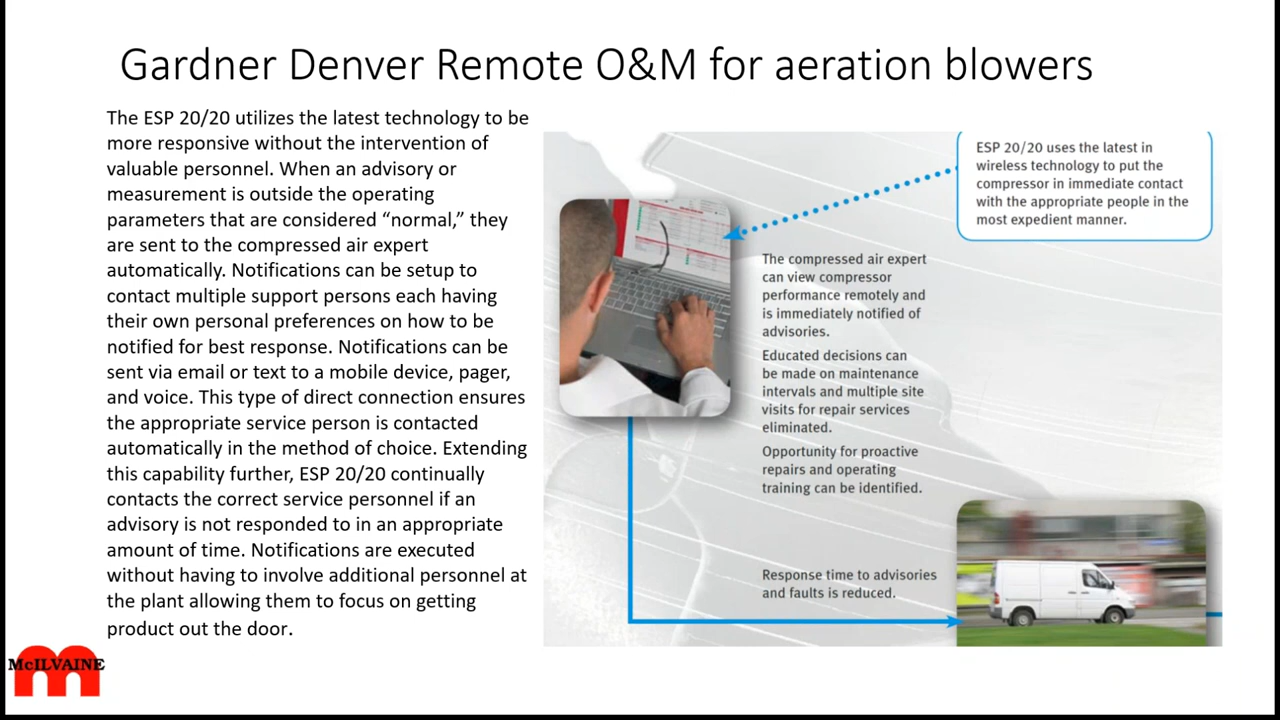 Gardner Denver Remote O&M for aeration blowers
The ESP 20/20 utilizes the latest technology to be
more responsive without the intervention of
valuable personnel. When an advisory or
measurement is outside the operating
parameters that are considered “normal,” they
are sent to the compressed air expert
automatically. Notifications can be setup to
contact multiple support persons each having
their own personal preferences on how to be
notified for best response. Notifications can be
sent via email or text to a mobile device, pager,
and voice. This type of direct connection ensures
the appropriate service person is contacted
automatically in the method of choice. Extending
this capability further, ESP 20/20 continually
contacts the correct service personnel if an
advisory is not responded to in an appropriate
amount of time. Notifications are executed
without having to involve additional personnel at
the plant allowing them to focus on getting
product out the door.
ESP 20/20 uses the latest in
wireless technology to put the
compressor in immediate contact
with the appropriate people in the
most expedient manner.
The compressed air expert
can view compressor
performance remotely and
is immediately notified of
advisories.
Educated decisions can
be made on maintenance
intervals and multiple site
visits for repair services
eliminated.
Opportunity for proactive
repairs and operating
training can be identified.
Response time to advisories
and faults is reduced.
McILVAINE